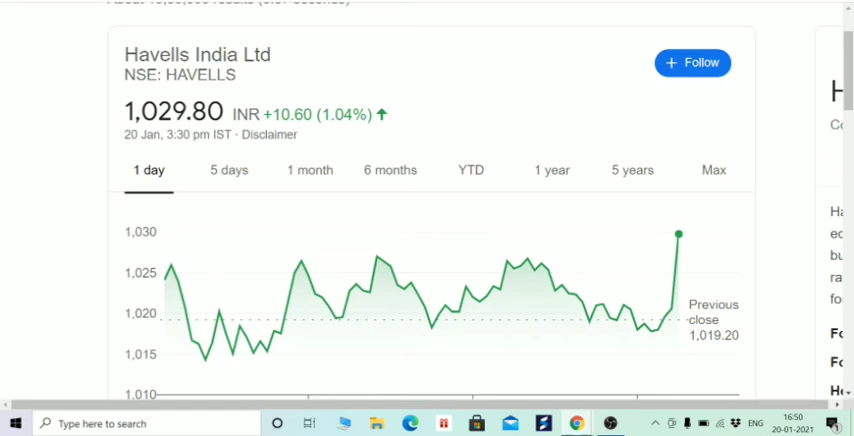 Havells India Ltd
NSE: HAVELLS
+ Follow
1,029.80 INR +10.60 (1.04%)
20 Jan, 3:30 pm IST · Disclaimer
1 day 5 days 1 month 6 months YTD 1 year 5 years Max
1,030
1,025
1,020
1,015
1,010
Previous
close
1,019.20
Type here to search
ENG
16:50
20-01-2021